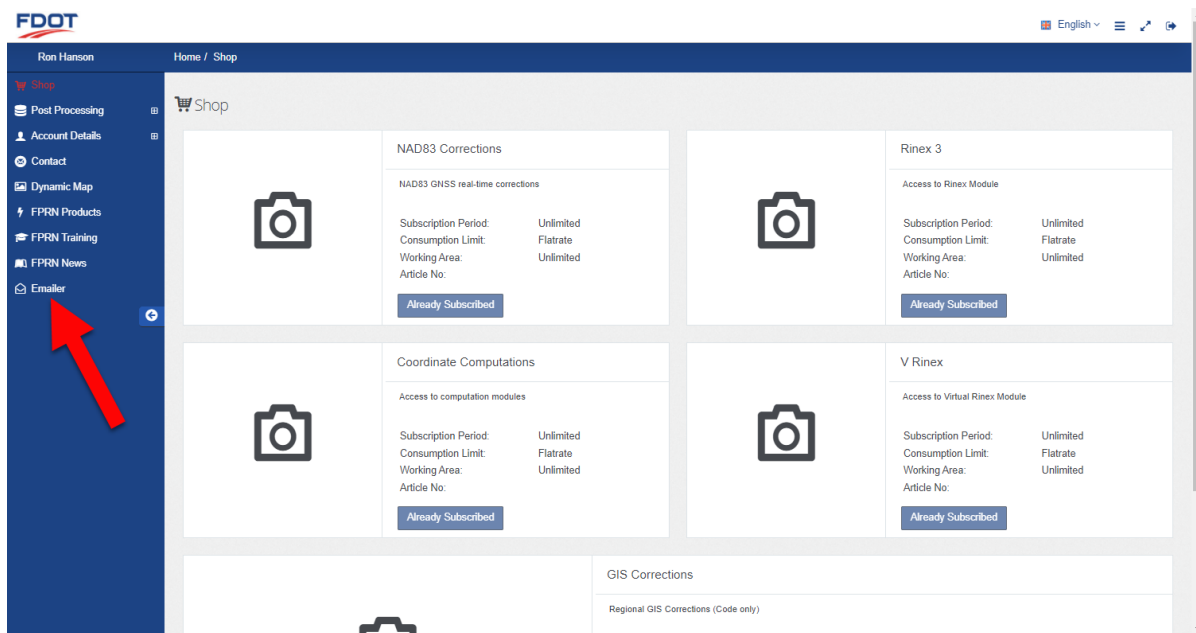 FDOT
English
Ron Hanson
Home / Shop
Shop
Post Processing
Account Details
Contact
Dynamic Map
FPRN Products
FPRN Training
FPRN News
Emailer
Shop
NAD83 Corrections
NAD83 GNSS real-time corrections
Subscription Period: Unlimited
Consumption Limit: Flatrate
Working Area: Unlimited
Article No:
Already Subscribed
Rinex 3
Access to Rinex Module
Subscription Period: Unlimited
Consumption Limit: Flatrate
Working Area: Unlimited
Article No:
Already Subscribed
Coordinate Computations
Access to computation modules
Subscription Period: Unlimited
Consumption Limit: Flatrate
Working Area: Unlimited
Article No:
Already Subscribed
V Rinex
Access to Virtual Rinex Module
Subscription Period: Unlimited
Consumption Limit: Flatrate
Working Area: Unlimited
Article No:
Already Subscribed
GIS Corrections
Regional GIS Corrections (Code only)